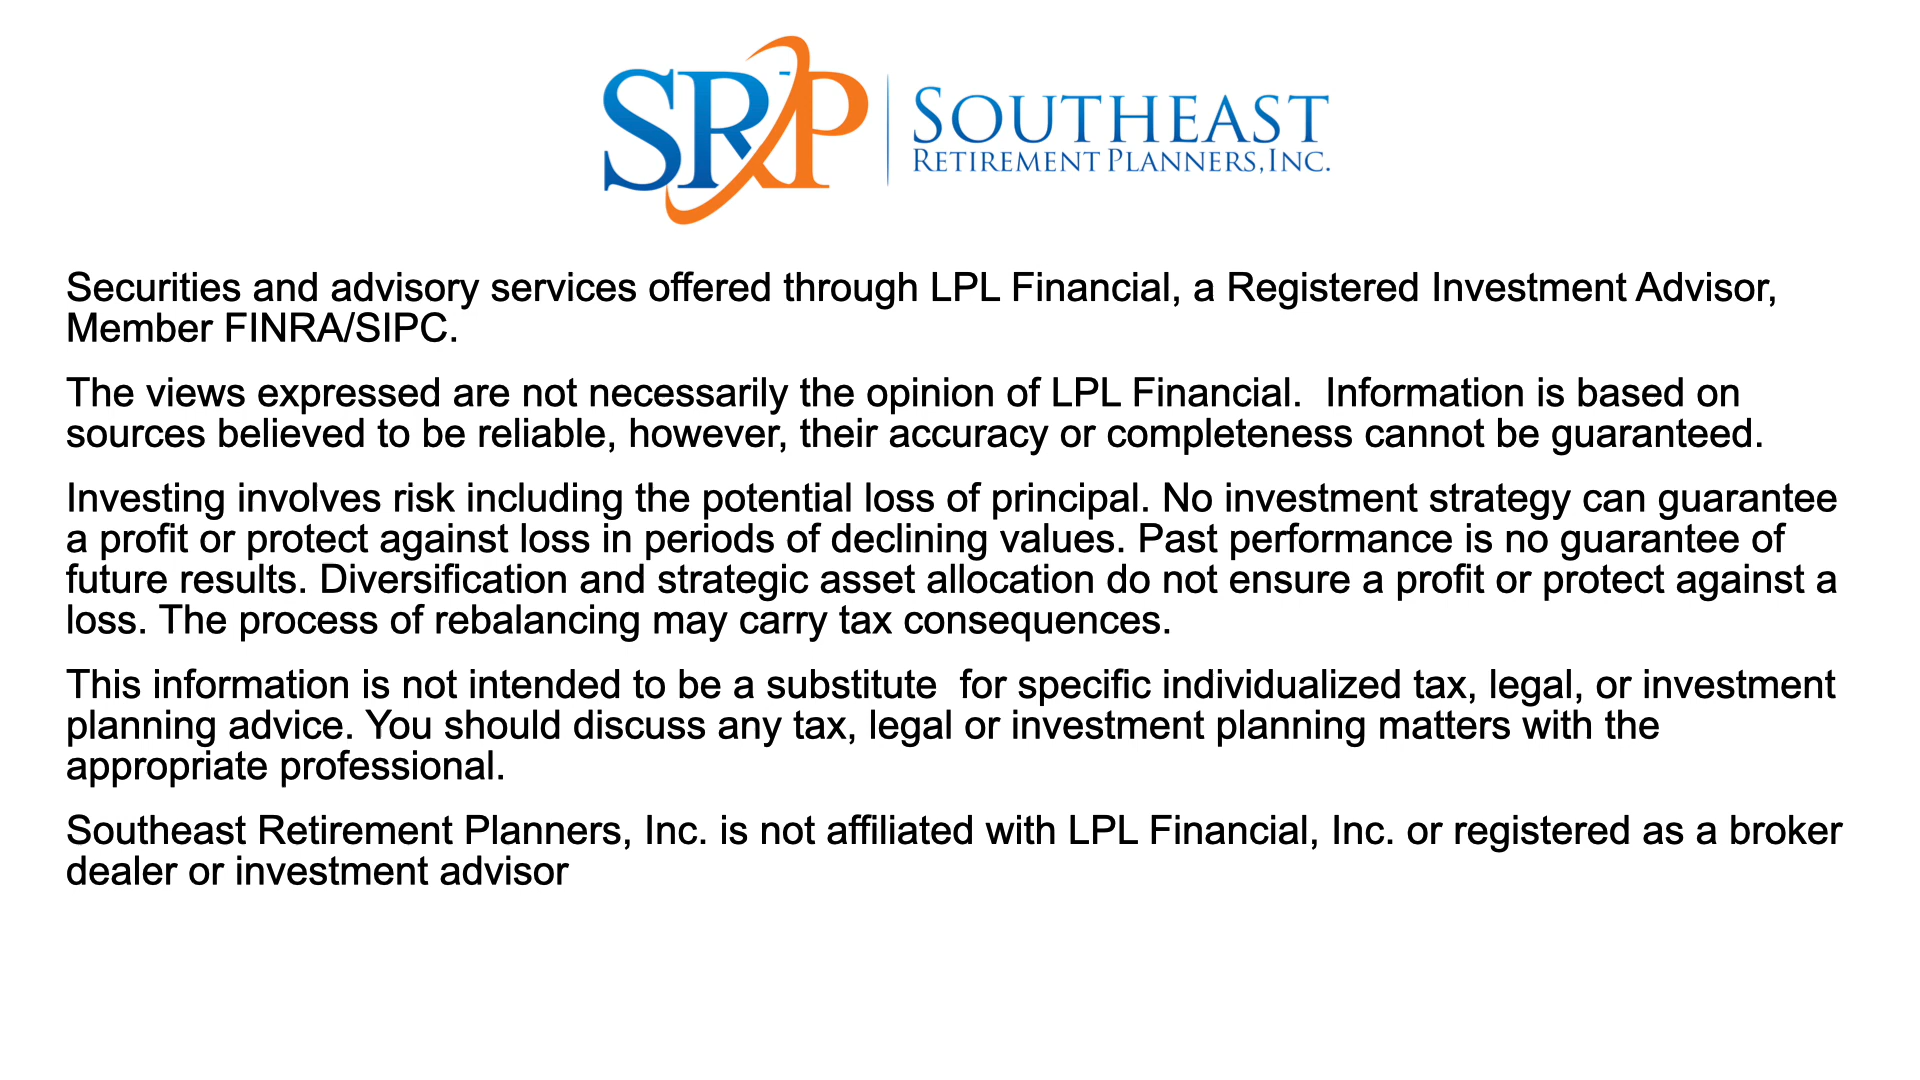 SRP
SOUTHEAST
RETIREMENT PLANNERS, INC.
Securities and advisory services offered through LPL Financial, a Registered Investment Advisor,
Member FINRA/SIPC.
The views expressed are not necessarily the opinion of LPL Financial.  Information is based on
sources believed to be reliable, however, their accuracy or completeness cannot be guaranteed.
Investing involves risk including the potential loss of principal. No investment strategy can guarantee
a profit or protect against loss in periods of declining values. Past performance is no guarantee of
future results. Diversification and strategic asset allocation do not ensure a profit or protect against a
loss. The process of rebalancing may carry tax consequences.
This information is not intended to be a substitute  for specific individualized tax, legal, or investment
planning advice. You should discuss any tax, legal or investment planning matters with the
appropriate professional.
Southeast Retirement Planners, Inc. is not affiliated with LPL Financial, Inc. or registered as a broker
dealer or investment advisor